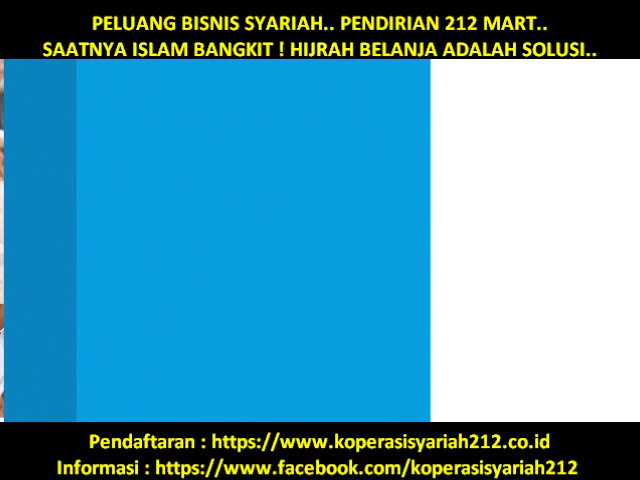 PELUANG BISNIS SYARIAH.. PENDIRIAN 212 MART..
SAATNYA ISLAM BANGKIT ! HIJRAH BELANJA ADALAH SOLUSI..
Pendaftaran : https://www.koperasisyariah212.co.id
Informasi : https://www.facebook.com/koperasisyariah212